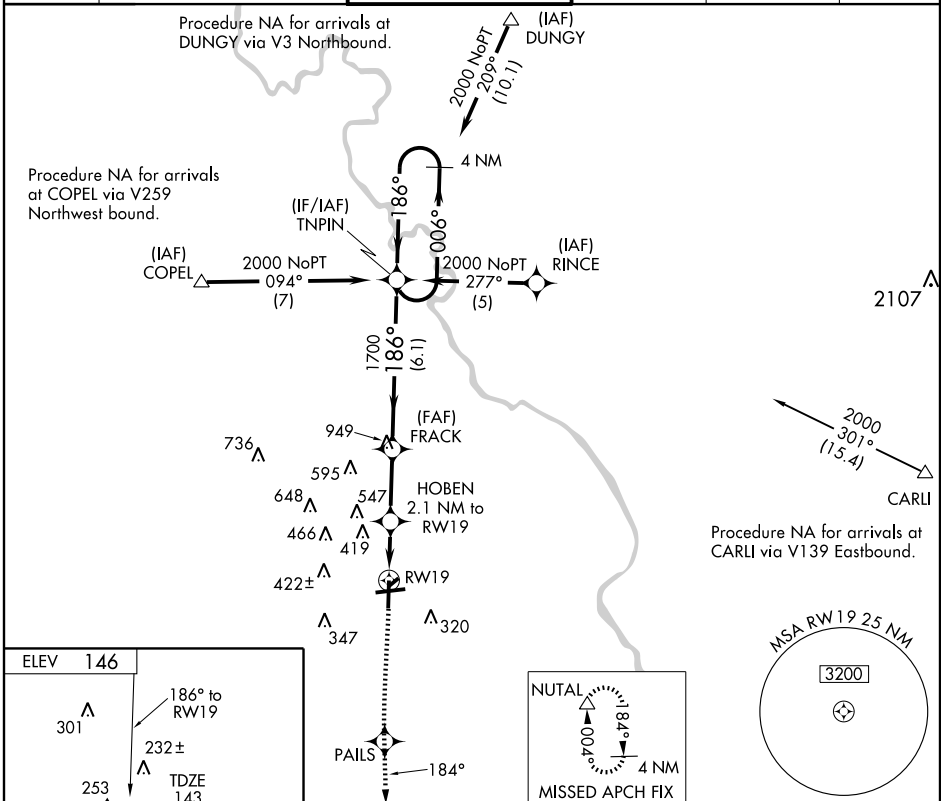 Procedure NA for arrivals at
DUNGY via V3 Northbound.
(IAF)
DUNGY
2000 NoPT
209°
(10.1)
4 NM
Procedure NA for arrivals
at COPEL via V259
Northwest bound.
186°
006°
(IF/IAF)
TNPIN
(IAF)
COPEL
2000 NoPT
094°
(7)
2000 NoPT
277°
(5)
(IAF)
RINCE
2107
1700
186°
(6.1)
(FAF)
FRACK
949
736
595
2000
301°
(15.4)
CARLI
648
547
HOBEN
2.1 NM to
RW19
466
419
Procedure NA for arrivals at
CARLI via V139 Eastbound.
422±
RW19
347
320
MSA RW19 25 NM
3200
ELEV 146
186° to
RW19
301
232±
253
TDZE
143
PAILS
184°
NUTAL
184°
004°
4 NM
MISSED APCH FIX